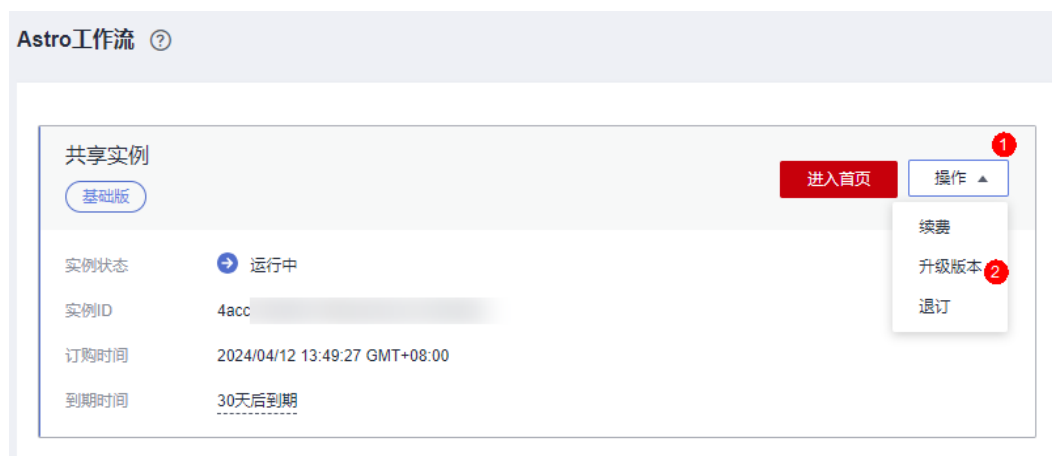 Astro工作流 ?
共享实例
基础版
进入首页
操作
1
续费
升级版本
2
退订
实例状态
运行中
实例ID
4acc
订购时间
2024/04/12 13:49:27 GMT+08:00
到期时间
30天后到期